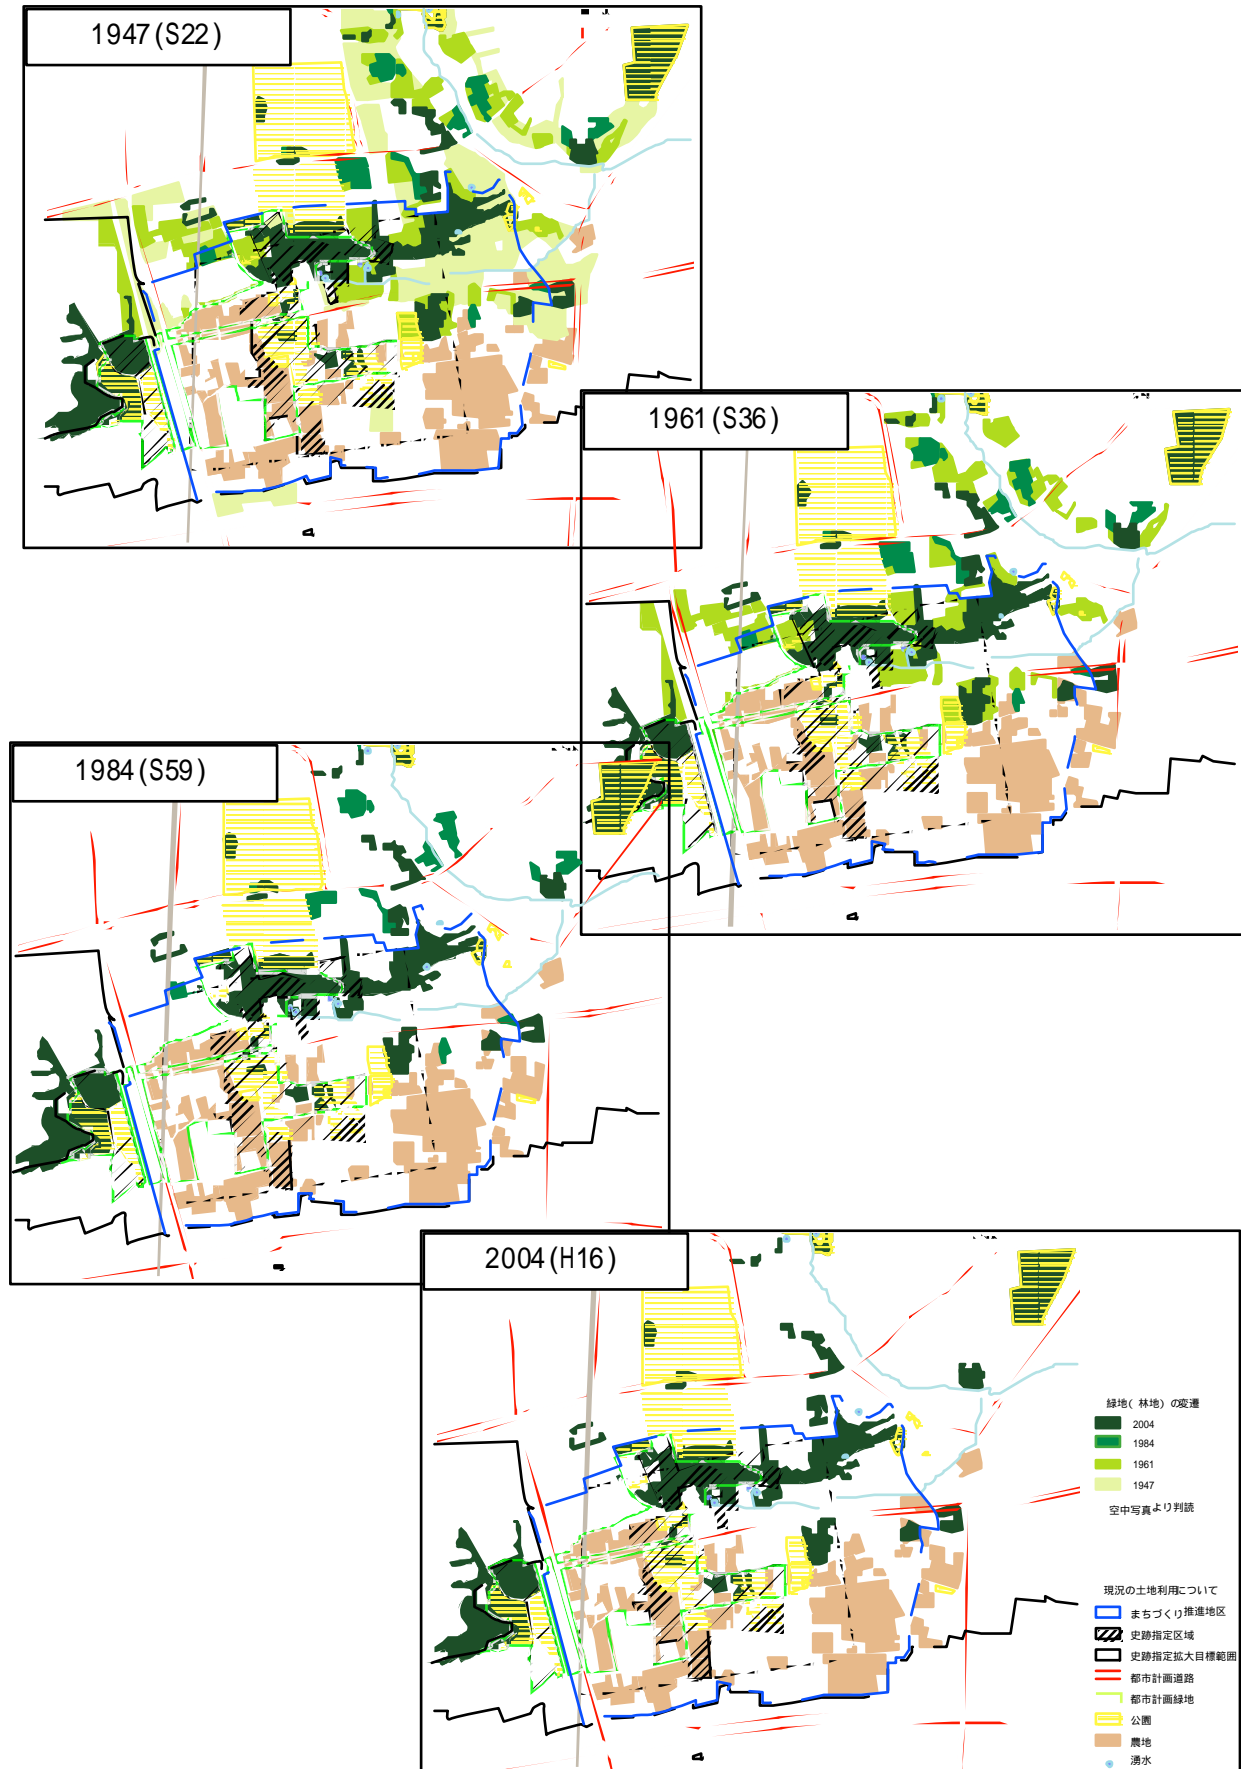 1947(S22)
1961(S36)
1984(S59)
2004(H16)
緑地(林地)の変遷
2004
1984
1961
1947
空中写真より判読
現況の土地利用について
まちづくり推進地区
史跡指定区域
史跡指定拡大目標範囲
都市計画道路
都市計画緑地
公園
農地
湧水